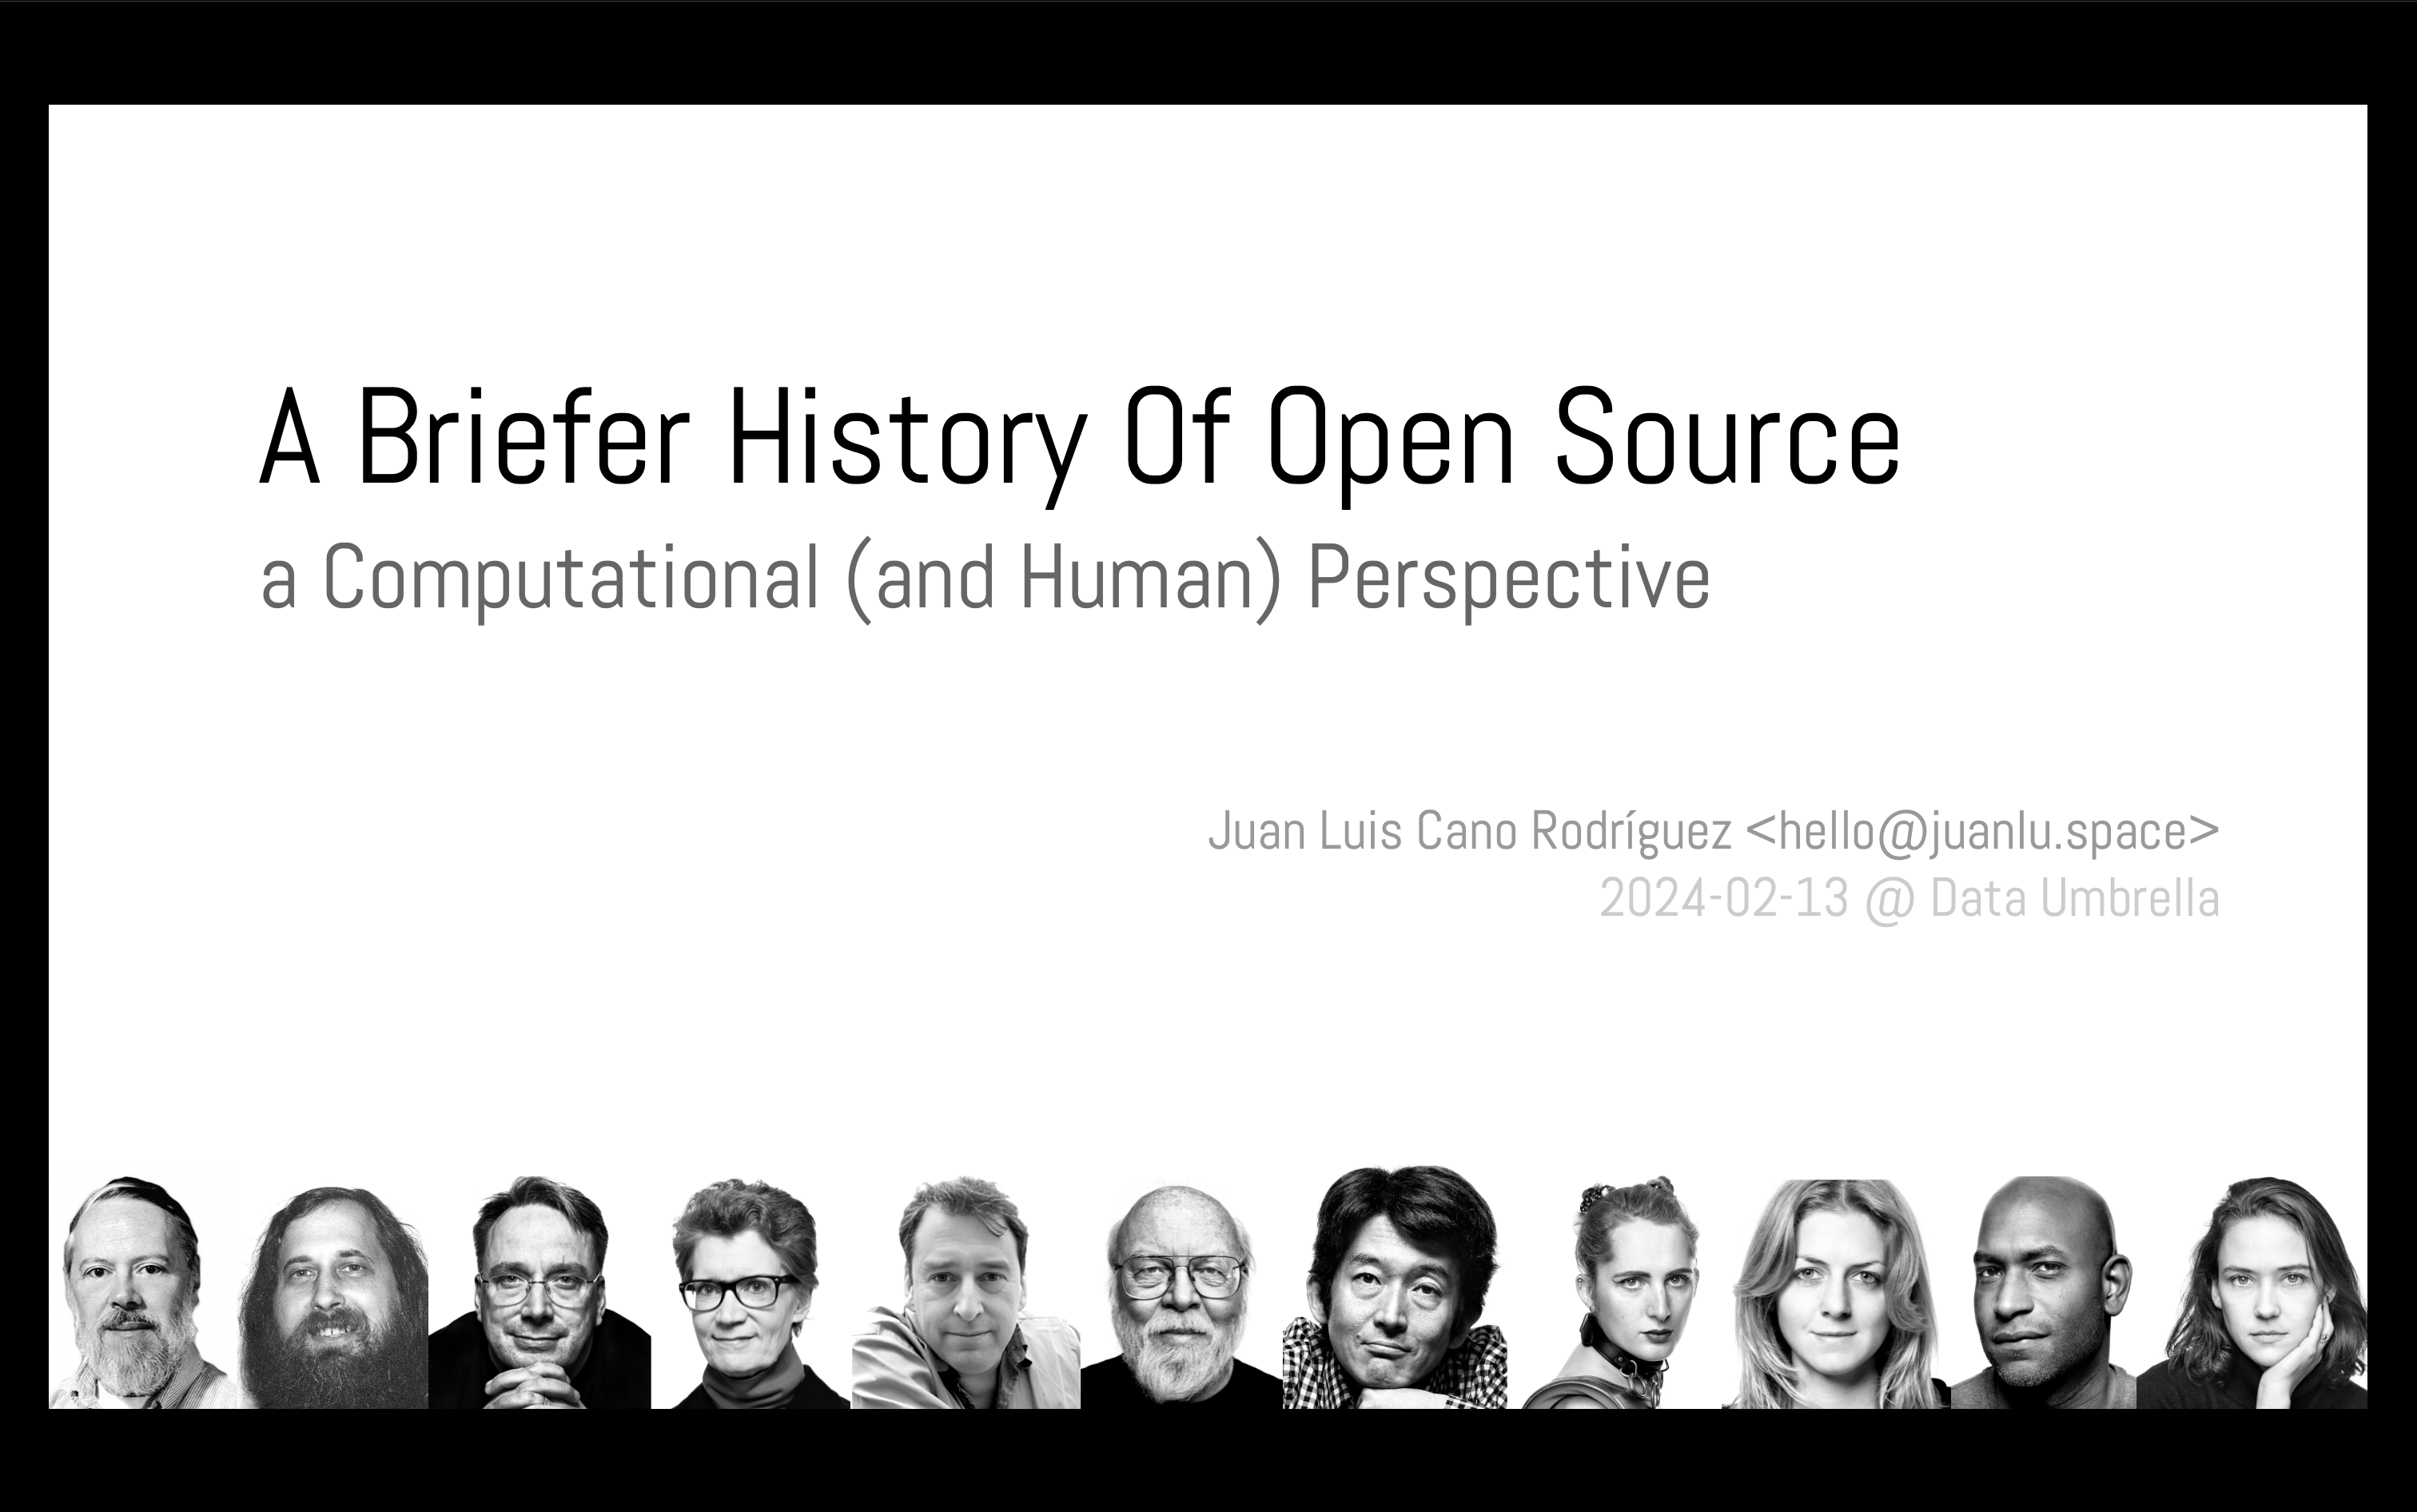 A Briefer History Of Open Source
a Computational (and Human) Perspective
Juan Luis Cano Rodríguez <hello@juanlu.space>
2024-02-13 @ Data Umbrella